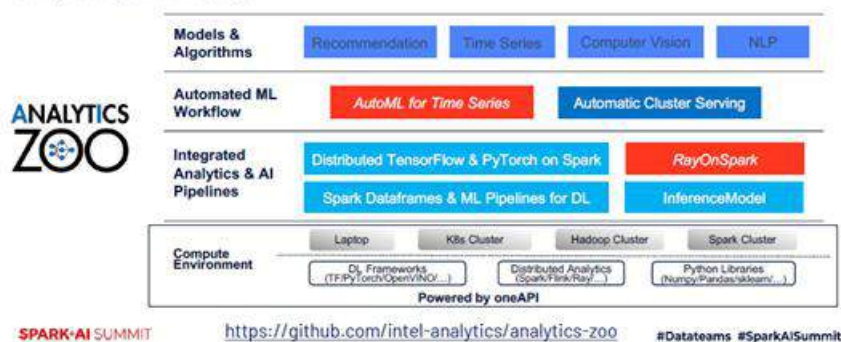 Models &
Algorithms
Recommendation
Time Series
Computer Vision
NLP
ANALYTICS
ZOO
Automated ML
Workflow
AutoML for Time Series
Automatic Cluster Serving
Integrated
Analytics & AI
Pipelines
Distributed TensorFlow & PyTorch on Spark
RayOnSpark
Spark Dataframes & ML Pipelines for DL
InferenceModel
Compute
Environment
Laptop
K8s Cluster
Hadoop Cluster
Spark Cluster
DL Frameworks
(TF/PyTorch/OpenVINO/...)
Distributed Analytics
(Spark/Flink/Ray/...)
Python Libraries
(Numpy/Pandas/sklearn/...)
Powered by oneAPI
SPARK+AI SUMMIT
https://github.com/intel-analytics/analytics-zoo
#Datateams #SparkAISummit